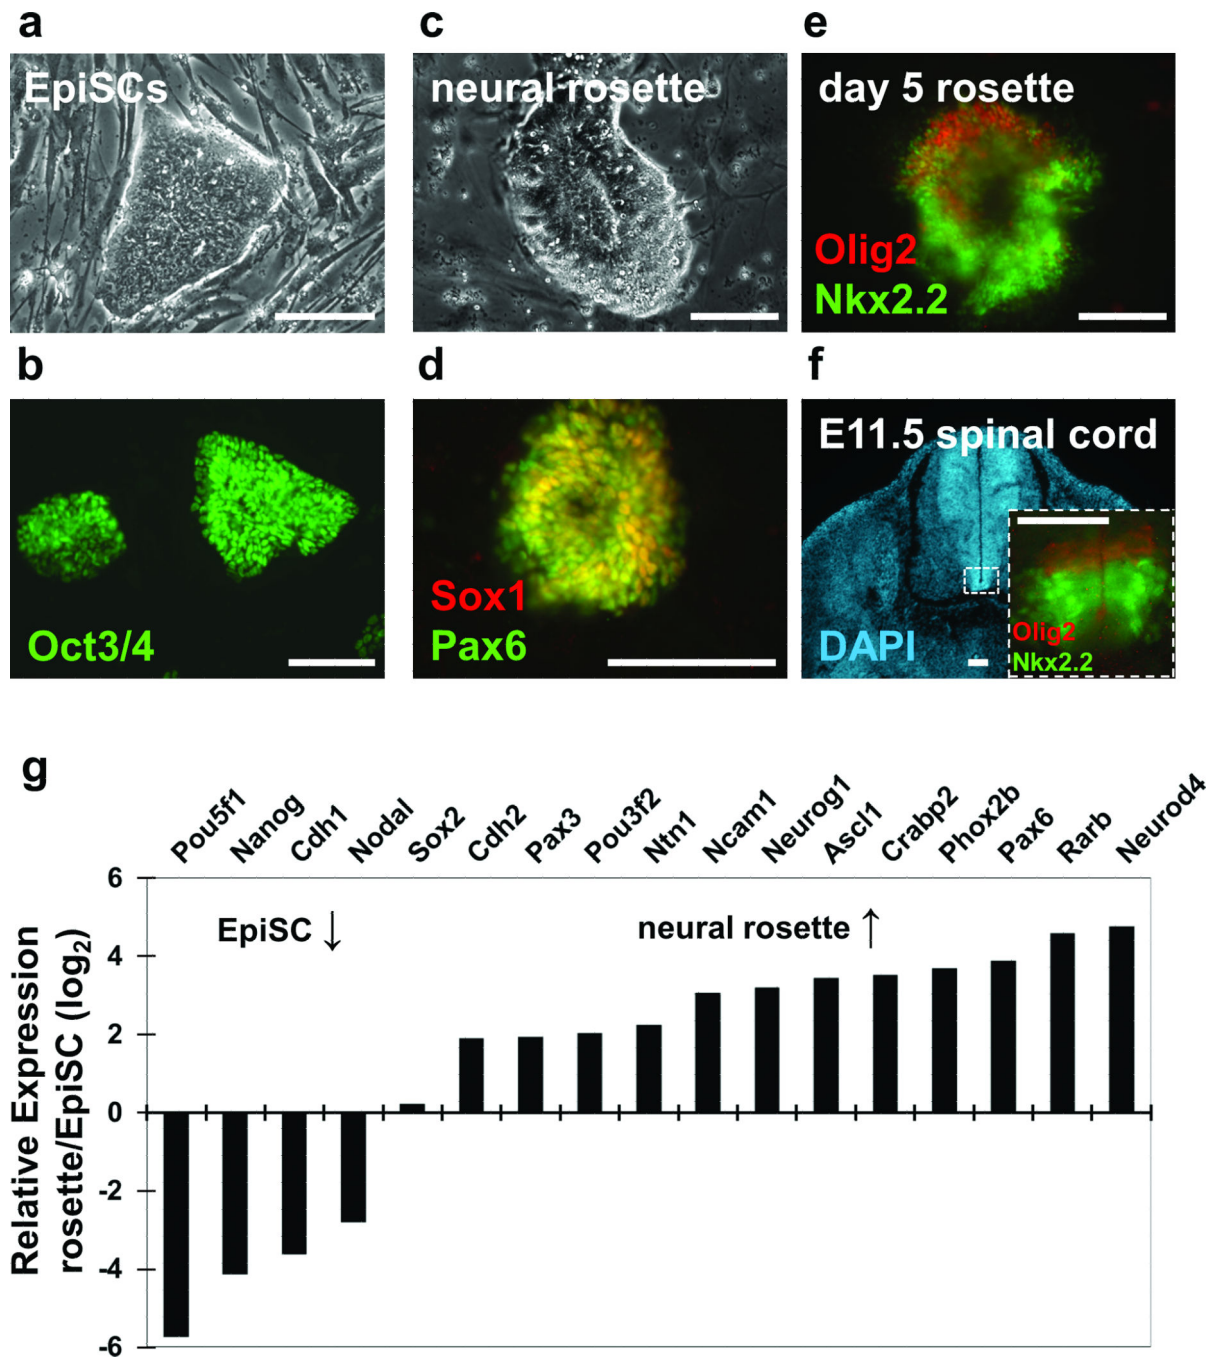 a
EpiSCs
c
neural rosette
e
day 5 rosette
Olig2
Nkx2.2
b
Oct3/4
d
Sox1
Pax6
f
E11.5 spinal cord
DAPI
Olig2
Nkx2.2
g
Pou5f1
Nanog
Cdh1
Nodal
Sox2
Cdh2
Pax3
Pou3f2
Ntn1
Ncam1
Neurog1
Ascl1
Crabp2
Phox2b
Pax6
Rarb
Neurod4
Relative Expression
rosette/EpiSC (log₂)
6
4
2
0
-2
-4
-6
EpiSC ↓
neural rosette ↑